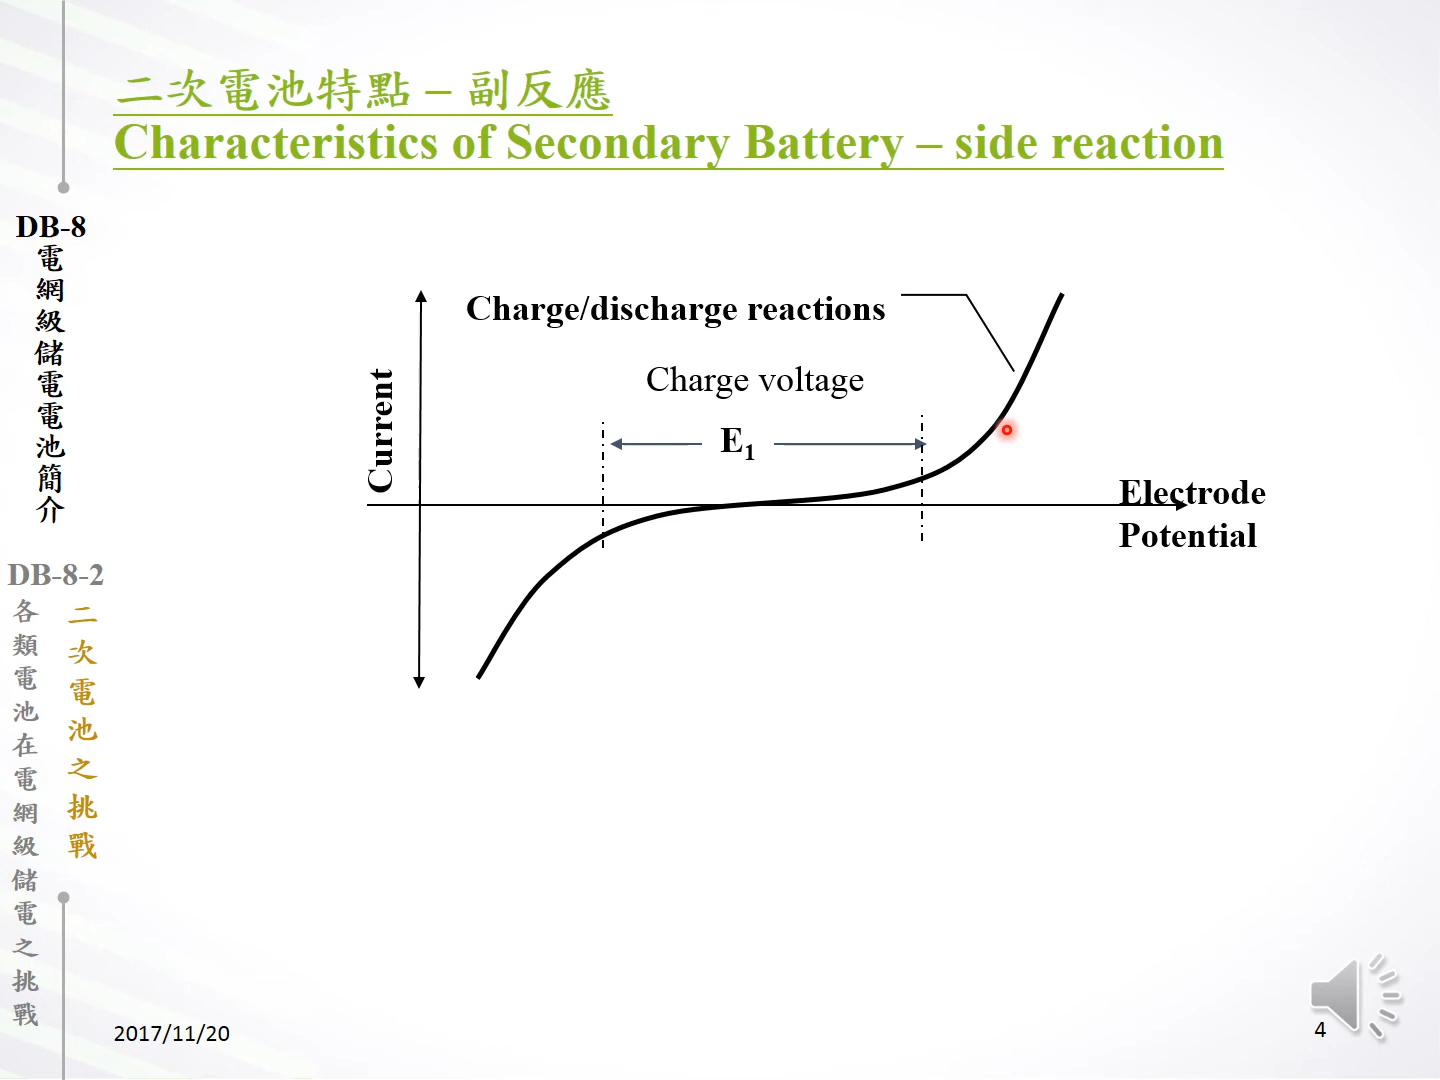 二次電池特點 – 副反應
Characteristics of Secondary Battery – side reaction
DB-8
電網級儲電電池簡介
DB-8-2
各類電池在電網級儲電之挑戰
二次電池之挑戰
Charge/discharge reactions
Charge voltage
E1
Current
Electrode
Potential
2017/11/20
4